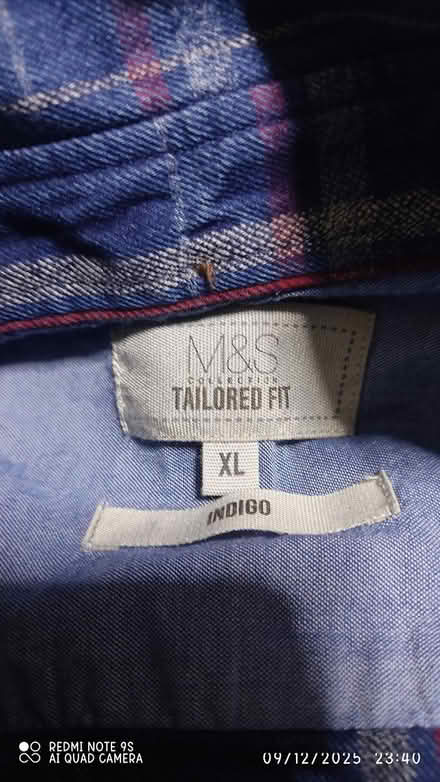 M&S
COLLECTION
TAILORED FIT
XL
INDIGO
REDMI NOTE 9S
AI QUAD CAMERA
09/12/2025 23:40